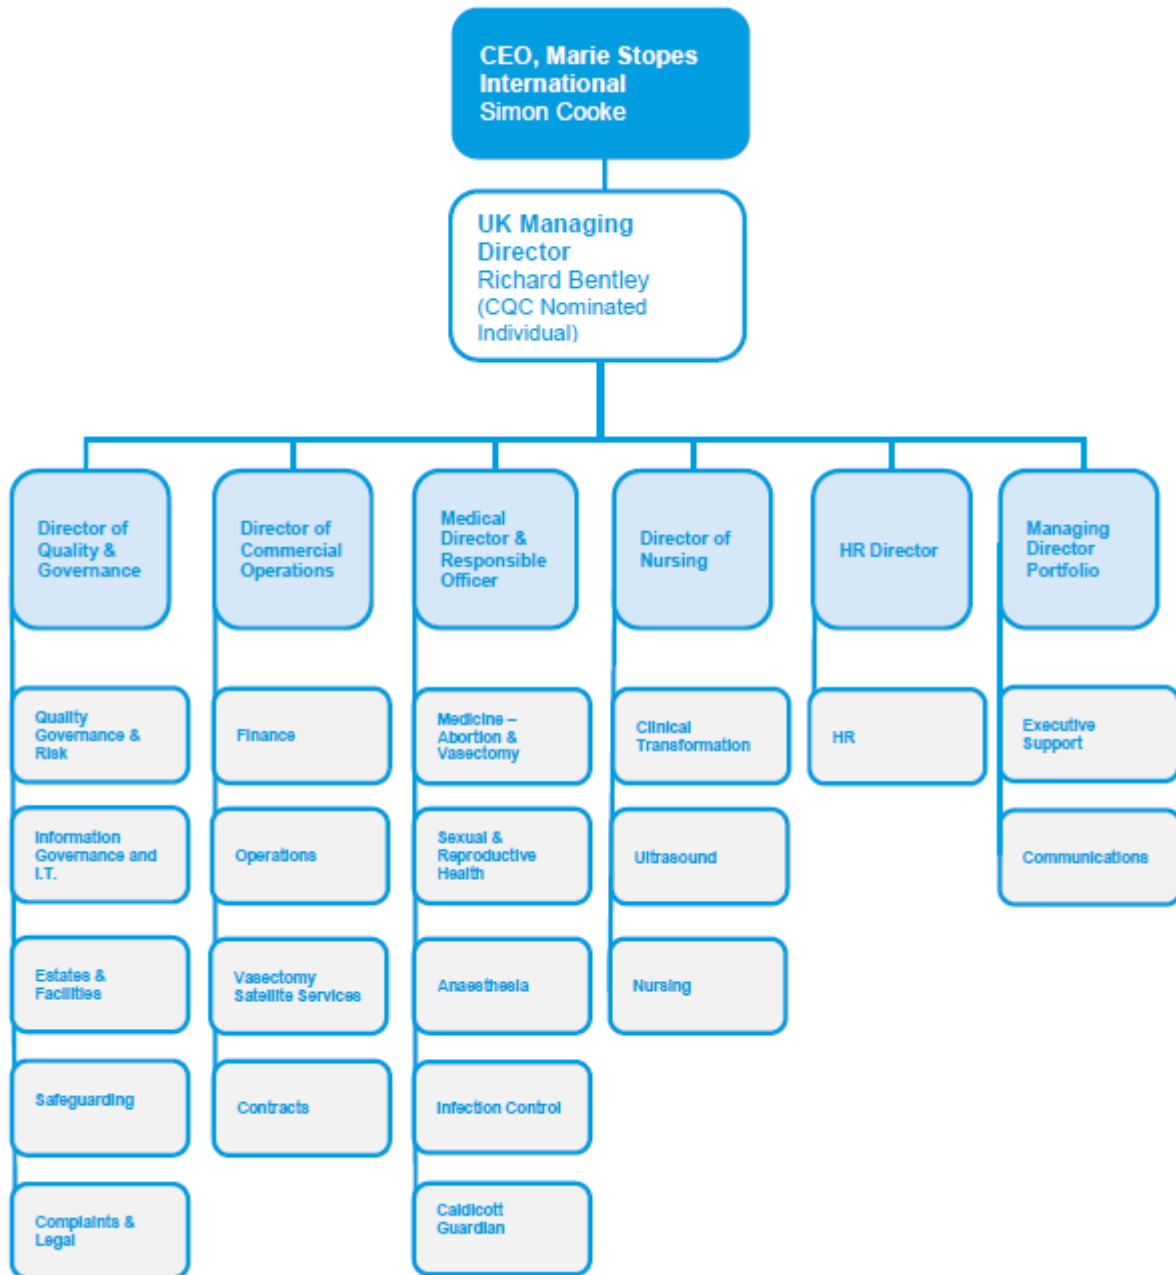 CEO, Marie Stopes
International
Simon Cooke
UK Managing
Director
Richard Bentley
(CQC Nominated
Individual)
Director of
Quality &
Governance
Director of
Commercial
Operations
Medical
Director &
Responsible
Officer
Director of
Nursing
HR Director
Managing
Director
Portfolio
Quality
Governance &
Risk
Finance
Medicine –
Abortion &
Vasectomy
Clinical
Transformation
HR
Executive
Support
Information
Governance and
I.T.
Operations
Sexual &
Reproductive
Health
Ultrasound
Communications
Estates &
Facilities
Vasectomy
Satellite Services
Anaesthesia
Nursing
Safeguarding
Contracts
Infection Control
Complaints &
Legal
Caldicott
Guardian